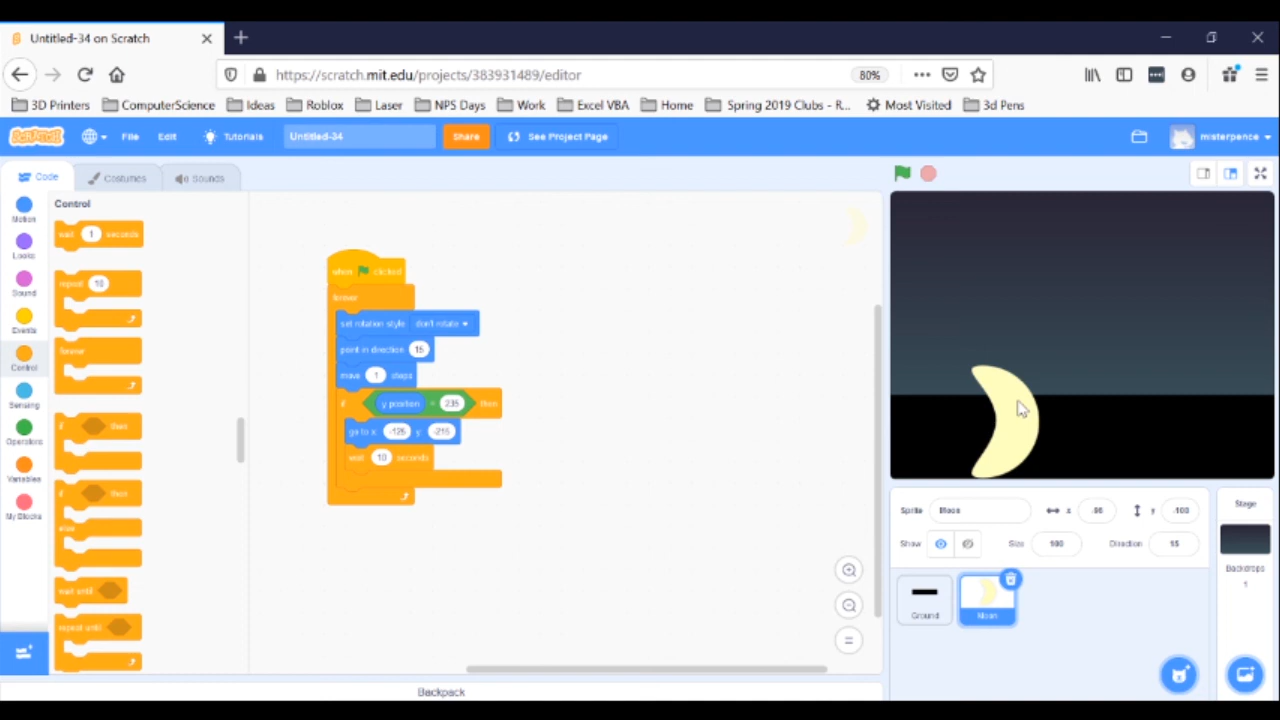 Untitled-34 on Scratch
https://scratch.mit.edu/projects/383931489/editor
80%
3D Printers
ComputerScience
Ideas
Roblox
Laser
NPS Days
Work
Excel VBA
Home
Spring 2019 Clubs - R...
Most Visited
3d Pens
SCRATCH
File
Edit
Tutorials
Untitled-34
Share
See Project Page
misterpence
Code
Costumes
Sounds
Motion
Looks
Sound
Events
Control
Sensing
Operators
Variables
My Blocks
Control
wait 1 seconds
repeat 10
forever
if then
if then
else
wait until
repeat until
when clicked
forever
set rotation style don't rotate
point in direction 15
move 1 steps
if y position 235 then
go to x: -125 y: -215
wait 10 seconds
Backpack
Sprite Moon x y -100
Show Size 100 Direction 15
Ground
Moon
Stage
Backdrops
1